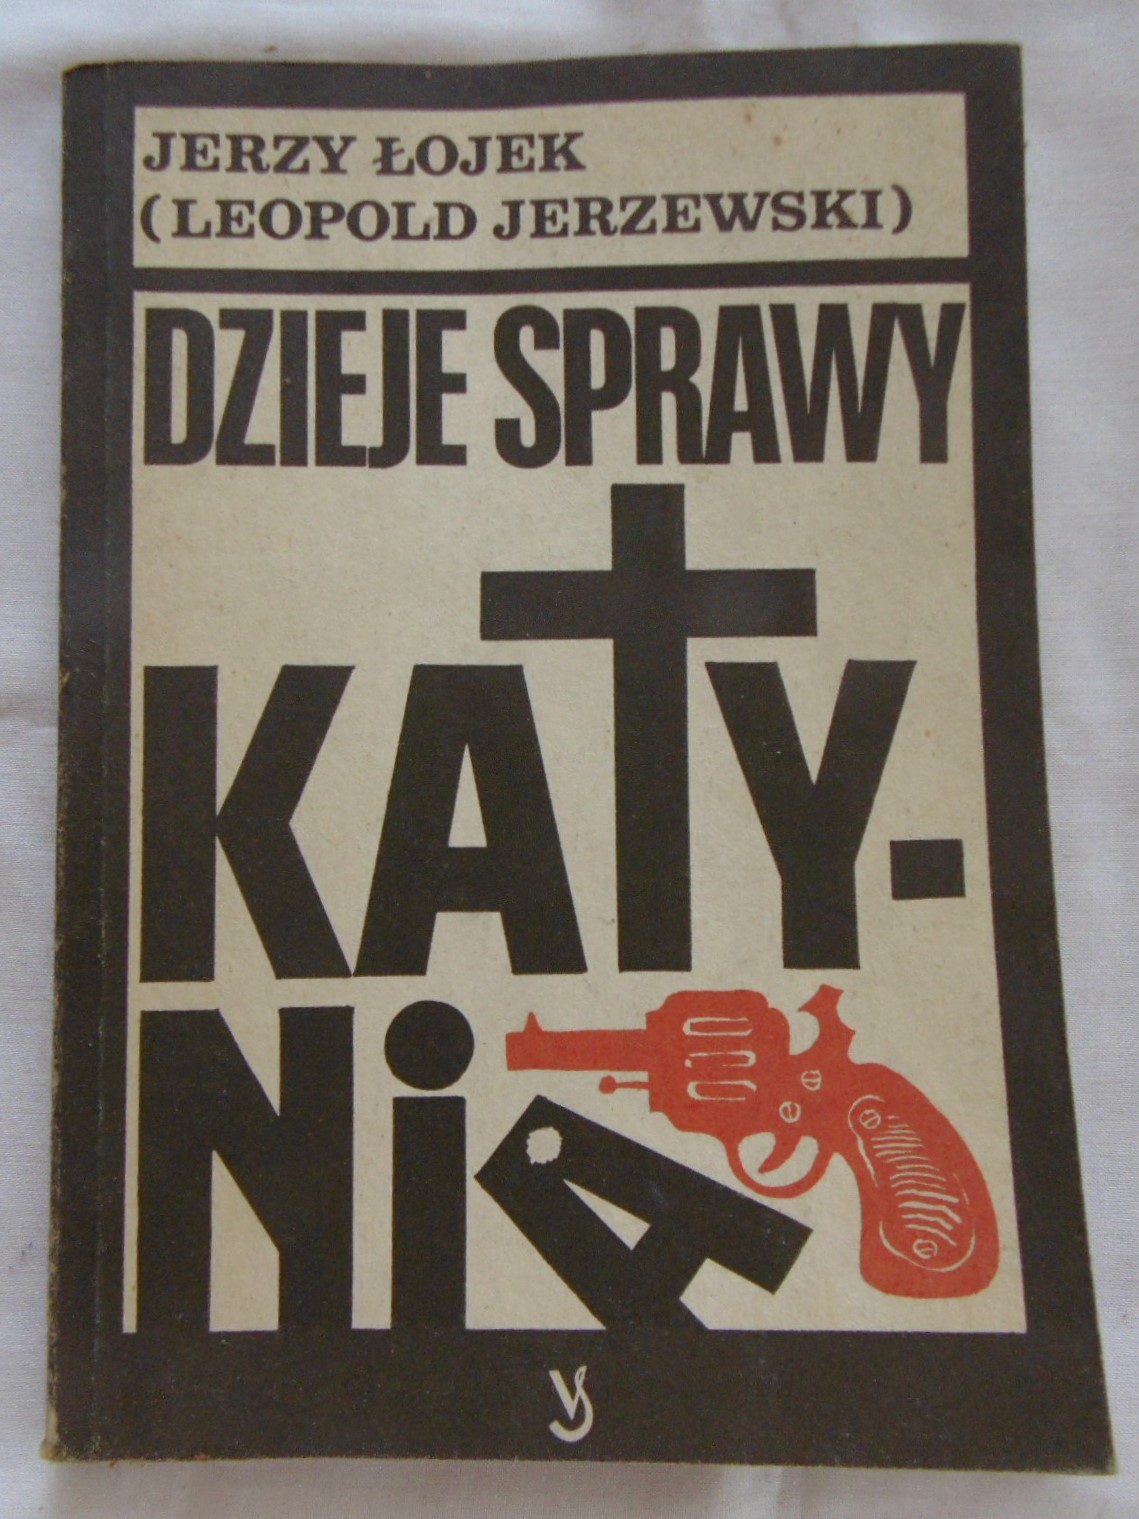 JERZY ŁOJEK
(LEOPOLD JERZEWSKI)
DZIEJE SPRAWY
KATY-
NiA